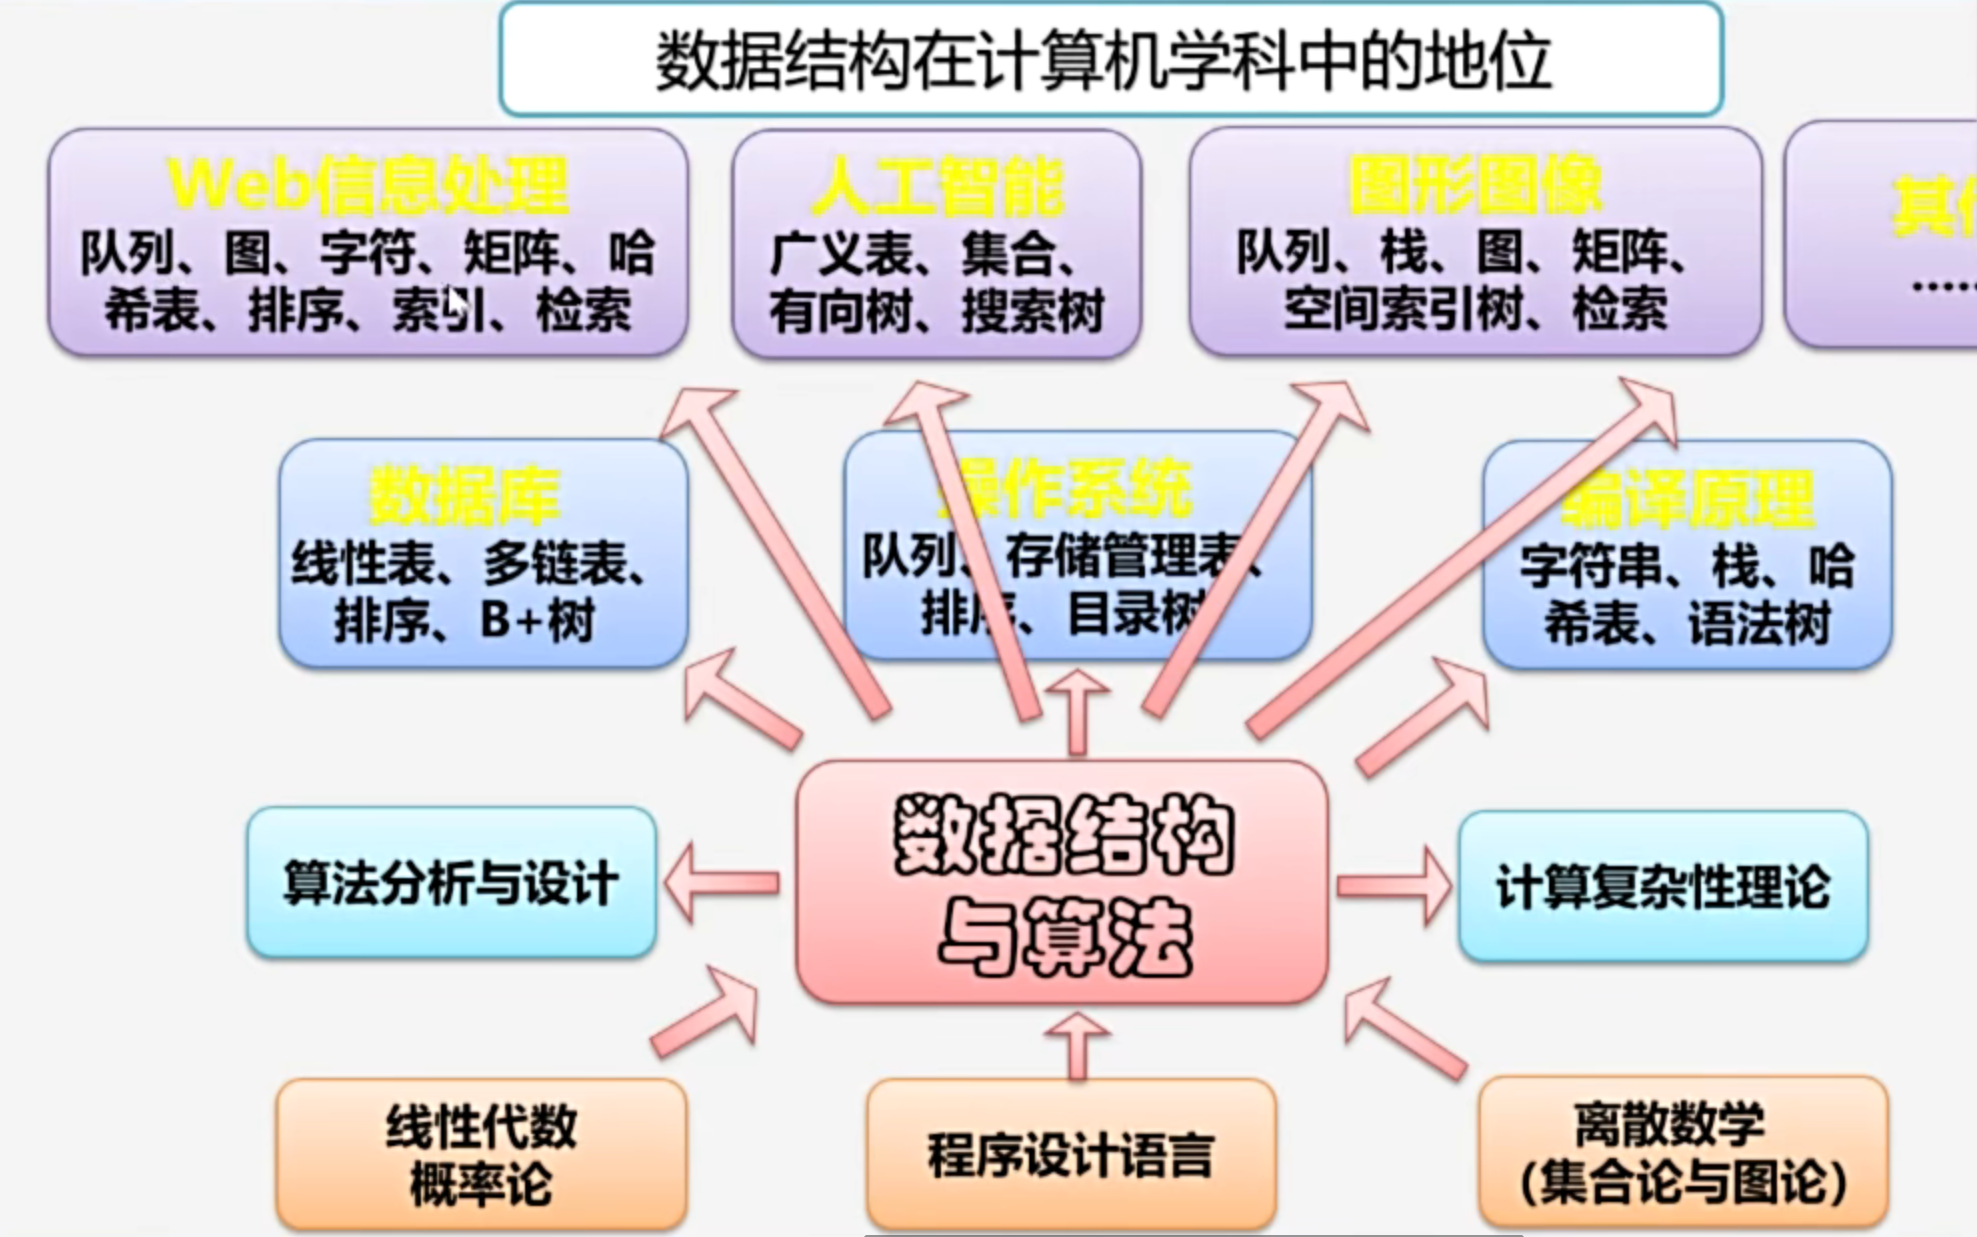 数据结构在计算机学科中的地位
Web信息处理
队列、图、字符、矩阵、哈
希表、排序、索引、检索
人工智能
广义表、集合、
有向树、搜索树
图形图像
队列、栈、图、矩阵、
空间索引树、检索
其
……
数据库
线性表、多链表、
排序、B+树
操作系统
队列、存储管理表、
排序、目录树
编译原理
字符串、栈、哈
希表、语法树
算法分析与设计
数据结构
与算法
计算复杂性理论
线性代数
概率论
程序设计语言
离散数学
（集合论与图论）